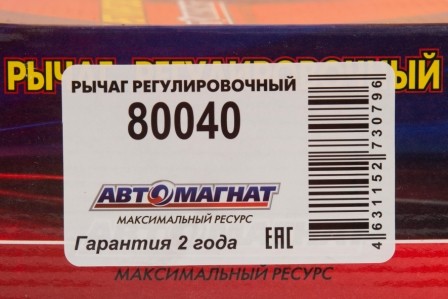 РЫЧАГ РЕГУЛИРОВОЧНЫЙ
РЫЧАГ РЕГУЛИРОВОЧНЫЙ
80040
АВТОМАГНАТ
МАКСИМАЛЬНЫЙ РЕСУРС
Гарантия 2 года
ЕАС
4631152730796
МАКСИМАЛЬНЫЙ РЕСУРС